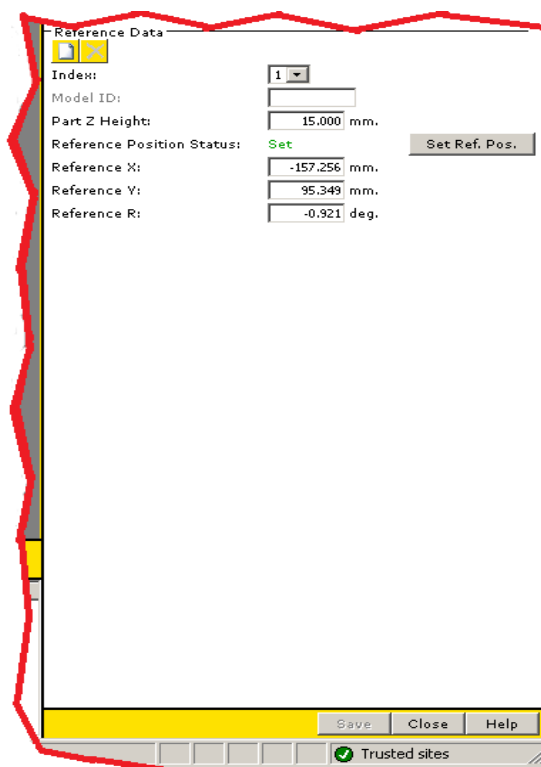 Reference Data
Index: 1
Model ID:
Part Z Height: 15.000 mm.
Reference Position Status: Set Set Ref. Pos.
Reference X: -157.256 mm.
Reference Y: 95.349 mm.
Reference R: -0.921 deg.
Save Close Help
Trusted sites